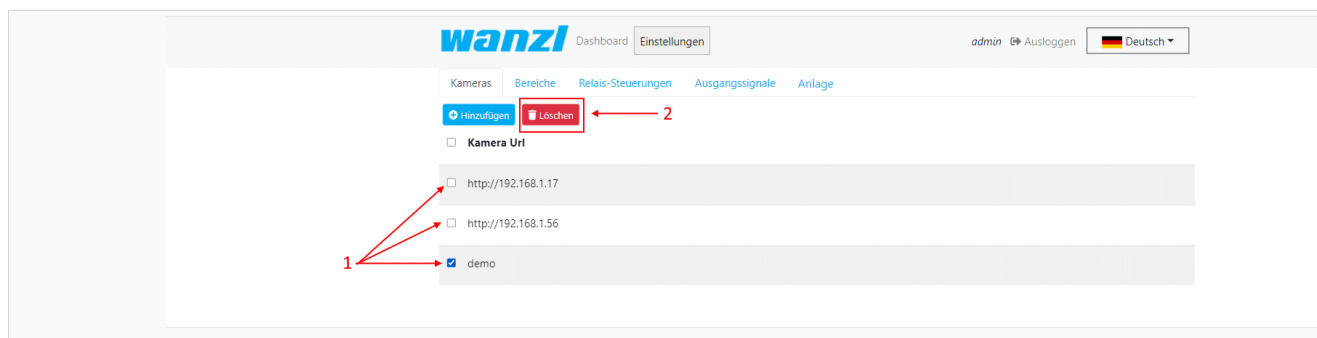 wanzl Dashboard Einstellungen admin Ausloggen Deutsch
Kameras Bereiche Relais-Steuerungen Ausgangssignale Anlage
Hinzufügen Löschen 2
Kamera Url
http://192.168.1.17
http://192.168.1.56
1 demo